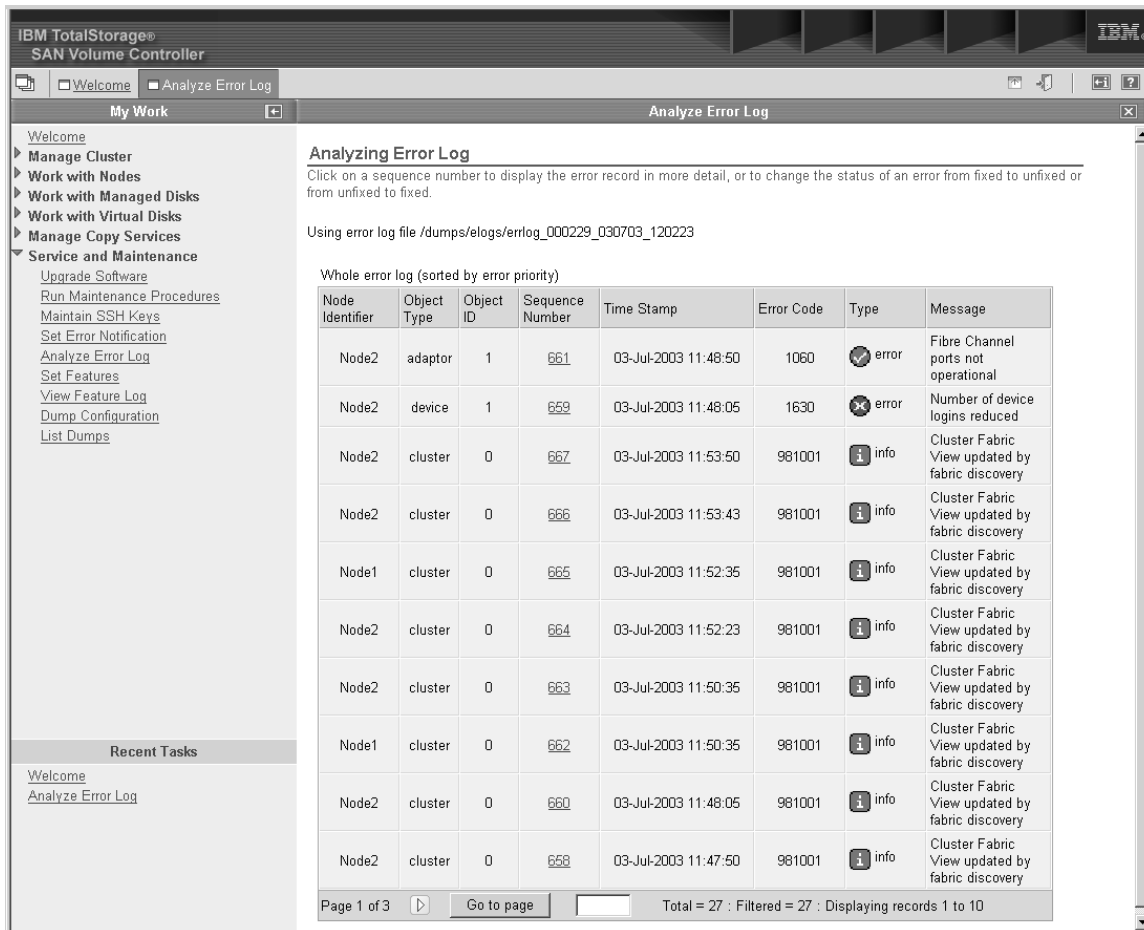 IBM TotalStorage®
SAN Volume Controller
IBM.
Welcome
Analyze Error Log
My Work
Analyze Error Log
Welcome
Manage Cluster
Work with Nodes
Work with Managed Disks
Work with Virtual Disks
Manage Copy Services
Service and Maintenance
Upgrade Software
Run Maintenance Procedures
Maintain SSH Keys
Set Error Notification
Analyze Error Log
Set Features
View Feature Log
Dump Configuration
List Dumps
Recent Tasks
Welcome
Analyze Error Log
Analyzing Error Log
Click on a sequence number to display the error record in more detail, or to change the status of an error from fixed to unfixed or
from unfixed to fixed.
Using error log file /dumps/elogs/errlog_000229_030703_120223
Whole error log (sorted by error priority)
Node Identifier Object Type Object ID Sequence Number Time Stamp Error Code Type Message
Node2 adaptor 1 661 03-Jul-2003 11:48:50 1060 error Fibre Channel ports not operational
Node2 device 1 659 03-Jul-2003 11:48:05 1630 error Number of device logins reduced
Node2 cluster 0 667 03-Jul-2003 11:53:50 981001 info Cluster Fabric View updated by fabric discovery
Node2 cluster 0 666 03-Jul-2003 11:53:43 981001 info Cluster Fabric View updated by fabric discovery
Node1 cluster 0 665 03-Jul-2003 11:52:35 981001 info Cluster Fabric View updated by fabric discovery
Node2 cluster 0 664 03-Jul-2003 11:52:23 981001 info Cluster Fabric View updated by fabric discovery
Node2 cluster 0 663 03-Jul-2003 11:50:35 981001 info Cluster Fabric View updated by fabric discovery
Node1 cluster 0 662 03-Jul-2003 11:50:35 981001 info Cluster Fabric View updated by fabric discovery
Node2 cluster 0 660 03-Jul-2003 11:48:05 981001 info Cluster Fabric View updated by fabric discovery
Node2 cluster 0 658 03-Jul-2003 11:47:50 981001 info Cluster Fabric View updated by fabric discovery
Page 1 of 3 Go to page Total = 27 : Filtered = 27 : Displaying records 1 to 10